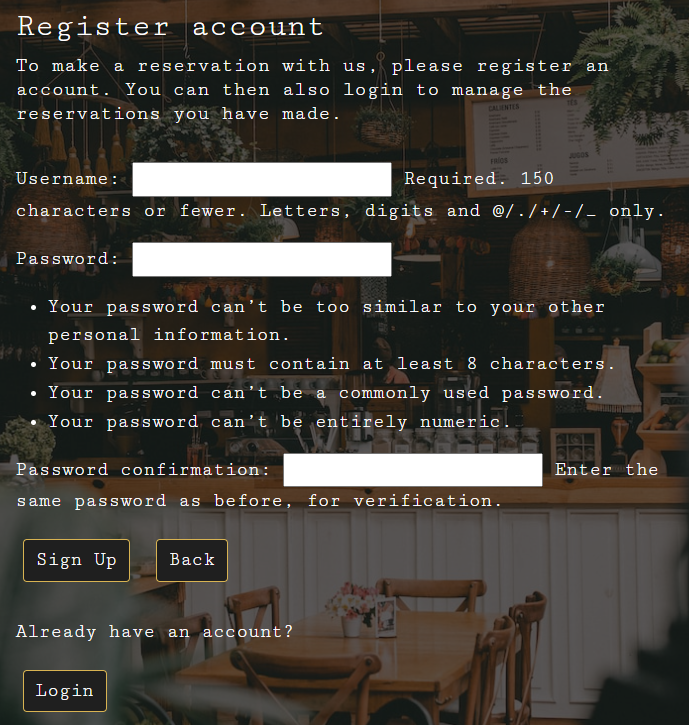 Register account
To make a reservation with us, please register an
account. You can then also login to manage the
reservations you have made.
CALIENTES
TÉS
FRÍOS
JUGOS
Username: Required. 150
characters or fewer. Letters, digits and @/./+/-/_ only.
Password:
• Your password can't be too similar to your other
personal information.
• Your password must contain at least 8 characters.
• Your password can't be a commonly used password.
• Your password can't be entirely numeric.
Password confirmation: Enter the
same password as before, for verification.
Sign Up Back
Already have an account?
Login